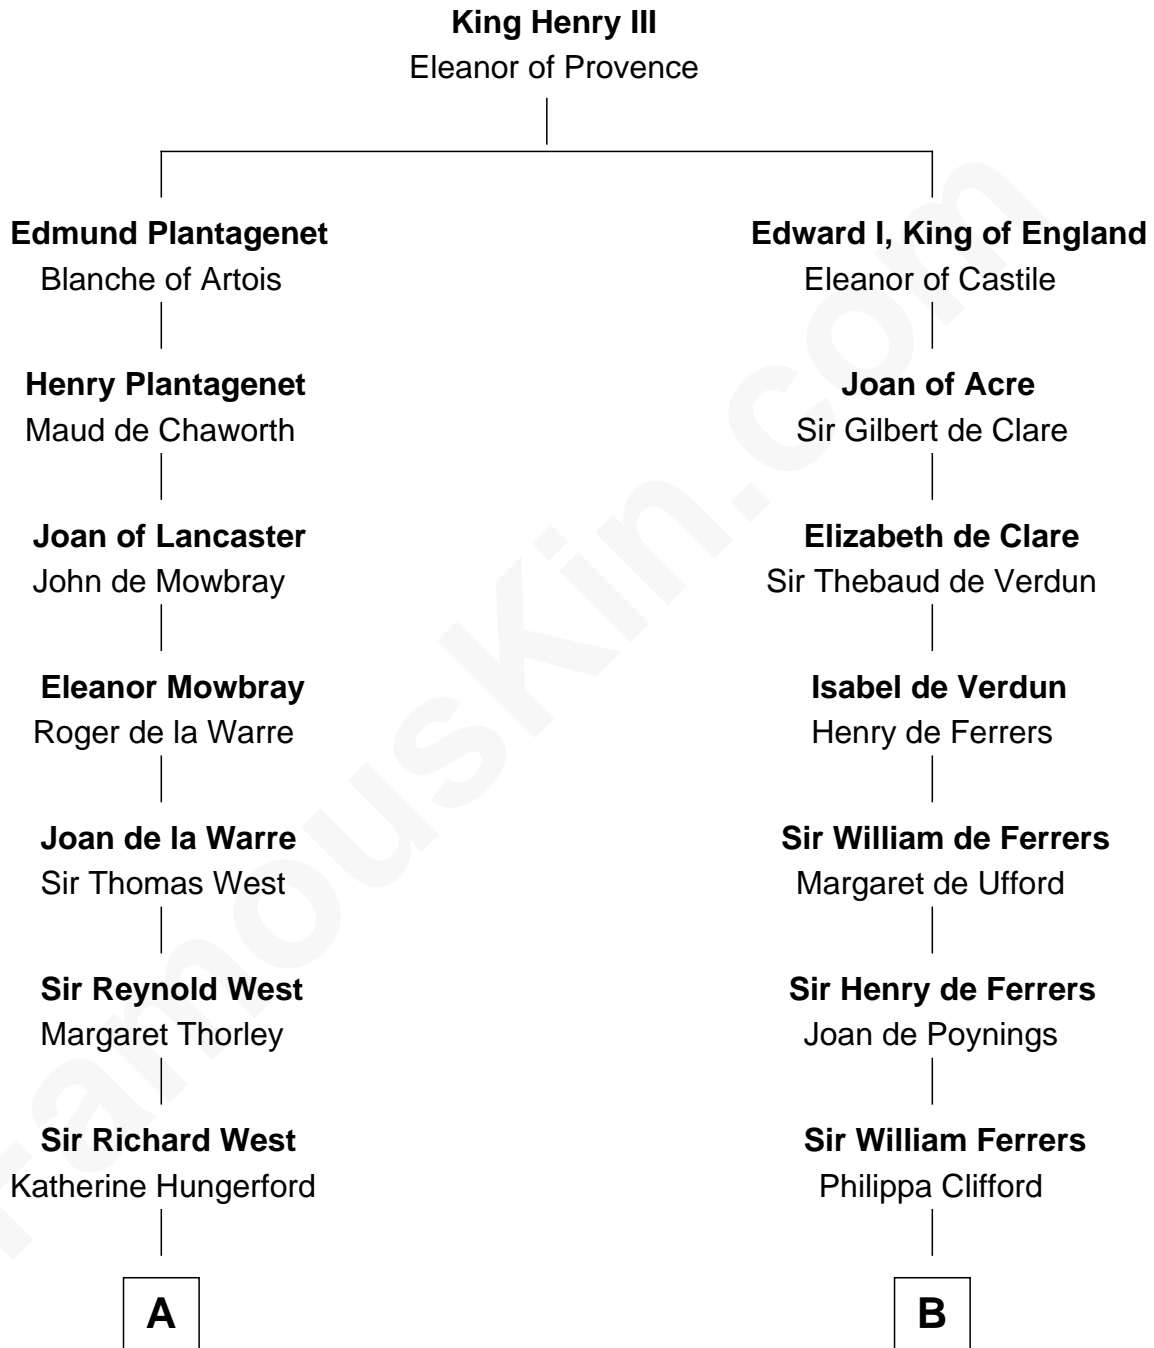 King Henry III
Eleanor of Provence
Edmund Plantagenet
Blanche of Artois
Edward I, King of England
Eleanor of Castile
Henry Plantagenet
Maud de Chaworth
Joan of Acre
Sir Gilbert de Clare
Joan of Lancaster
John de Mowbray
Elizabeth de Clare
Sir Thebaud de Verdun
Eleanor Mowbray
Roger de la Warre
Isabel de Verdun
Henry de Ferrers
Joan de la Warre
Sir Thomas West
Sir William de Ferrers
Margaret de Ufford
Sir Reynold West
Margaret Thorley
Sir Henry de Ferrers
Joan de Poynings
Sir Richard West
Katherine Hungerford
Sir William Ferrers
Philippa Clifford
A
B
FamousKin.com